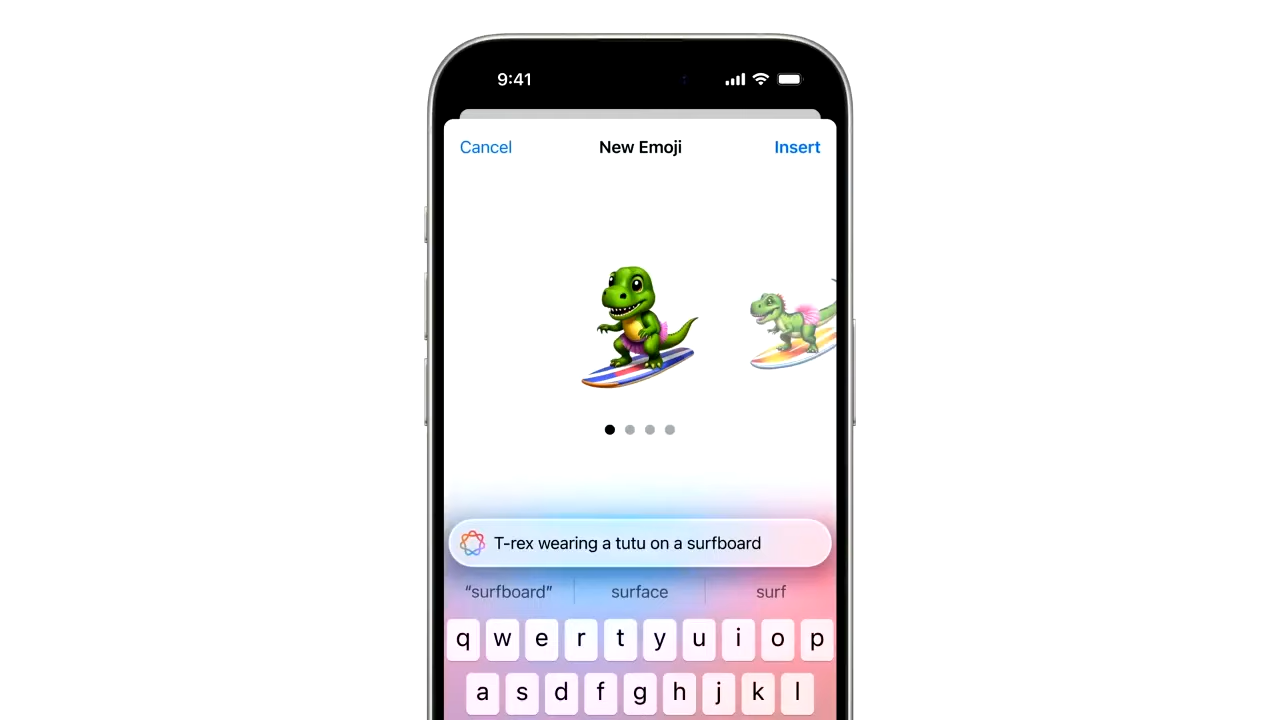 9:41
Cancel New Emoji Insert
T-rex wearing a tutu on a surfboard
“surfboard” surface surf
q w e r t y u i o p
a s d f g h j k l